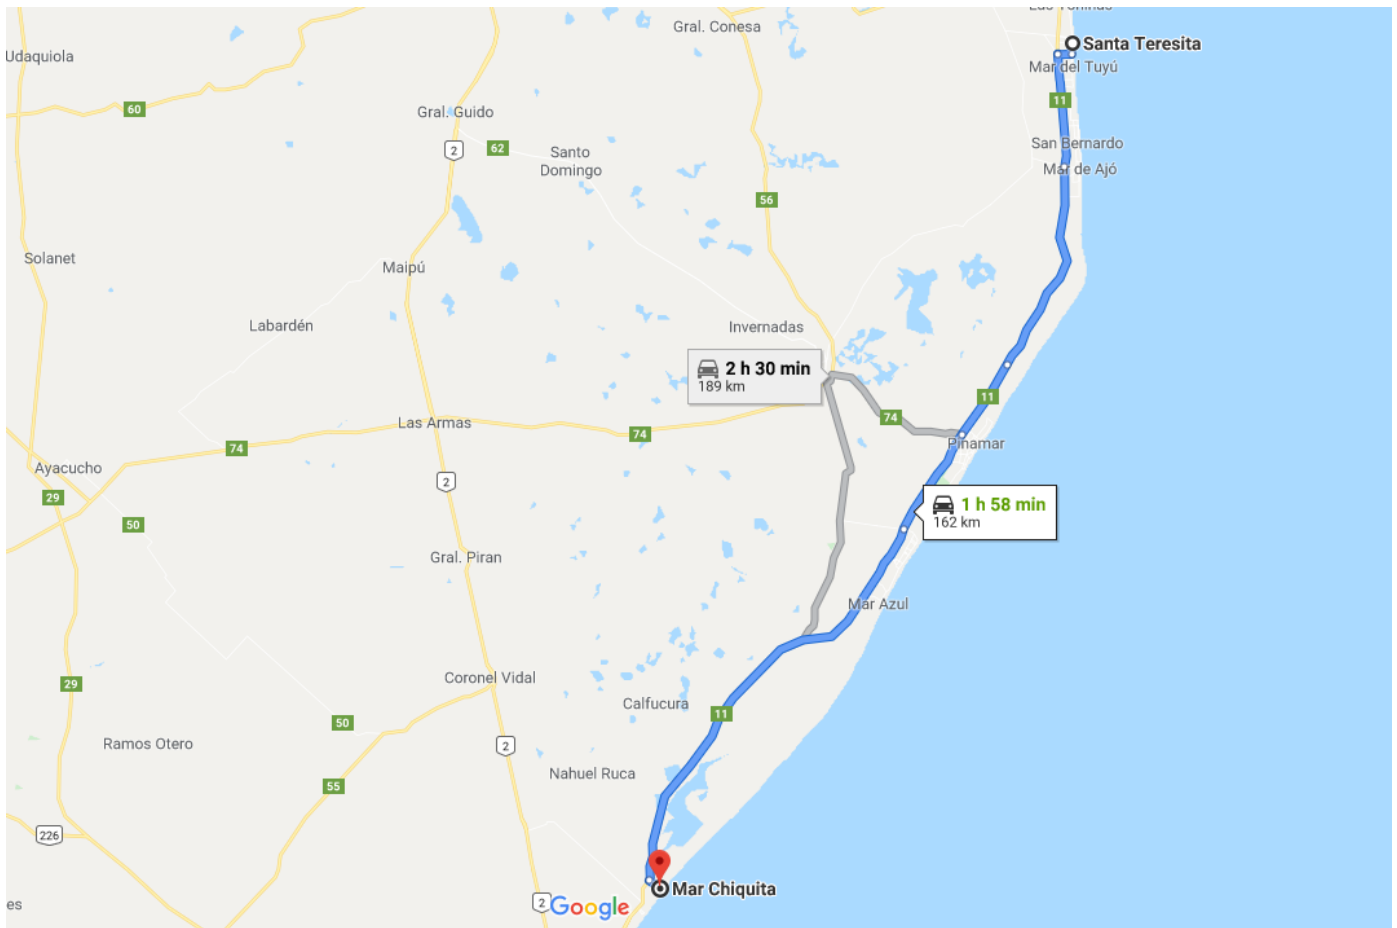 Gral. Conesa
Santa Teresita
Udaquiola
Mar del Tuyú
11
60
Gral. Guido
2
62
Santo
Domingo
San Bernardo
Mar de Ajó
56
Solanet
Maipú
Labardén
Invernadas
2 h 30 min
189 km
11
74
Las Armas
74
74
Pinamar
Ayacucho
2
29
50
1 h 58 min
162 km
Gral. Piran
Mar Azul
Coronel Vidal
29
Calfucura
11
50
Ramos Otero
2
Nahuel Ruca
55
226
Mar Chiquita
2
Google
es